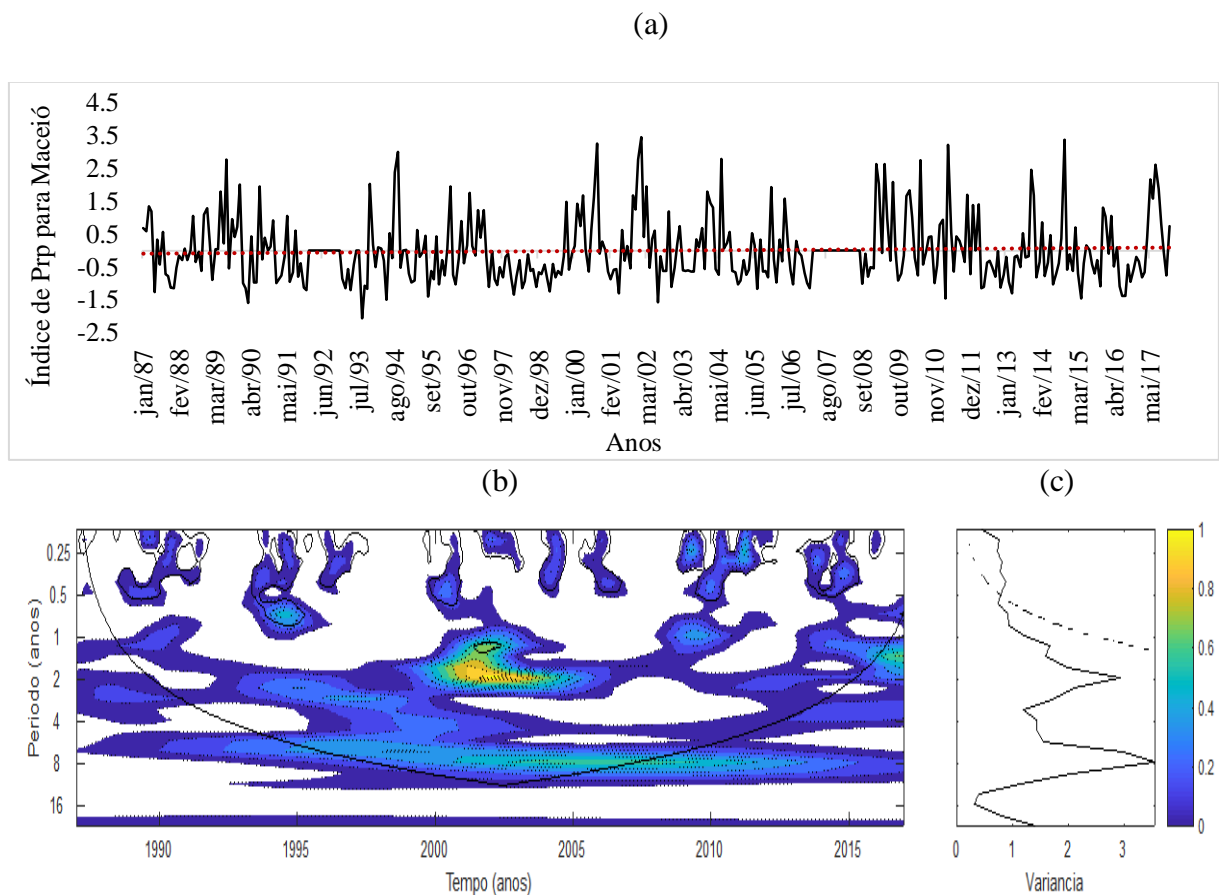 (a)
Índice de Prp para Maceió
4.5
3.5
2.5
1.5
0.5
-0.5
-1.5
-2.5
jan/87
fev/88
mar/89
abr/90
mai/91
jun/92
jul/93
ago/94
set/95
out/96
nov/97
dez/98
jan/00
fev/01
mar/02
abr/03
mai/04
jun/05
jul/06
ago/07
set/08
out/09
nov/10
dez/11
jan/13
fev/14
mar/15
abr/16
mai/17
Anos
(b)
(c)
Periodo (anos)
0.25
0.5
1
2
4
8
16
1990
1995
2000
2005
2010
2015
Tempo (anos)
0
1
2
3
Variancia
1
0.8
0.6
0.4
0.2
0